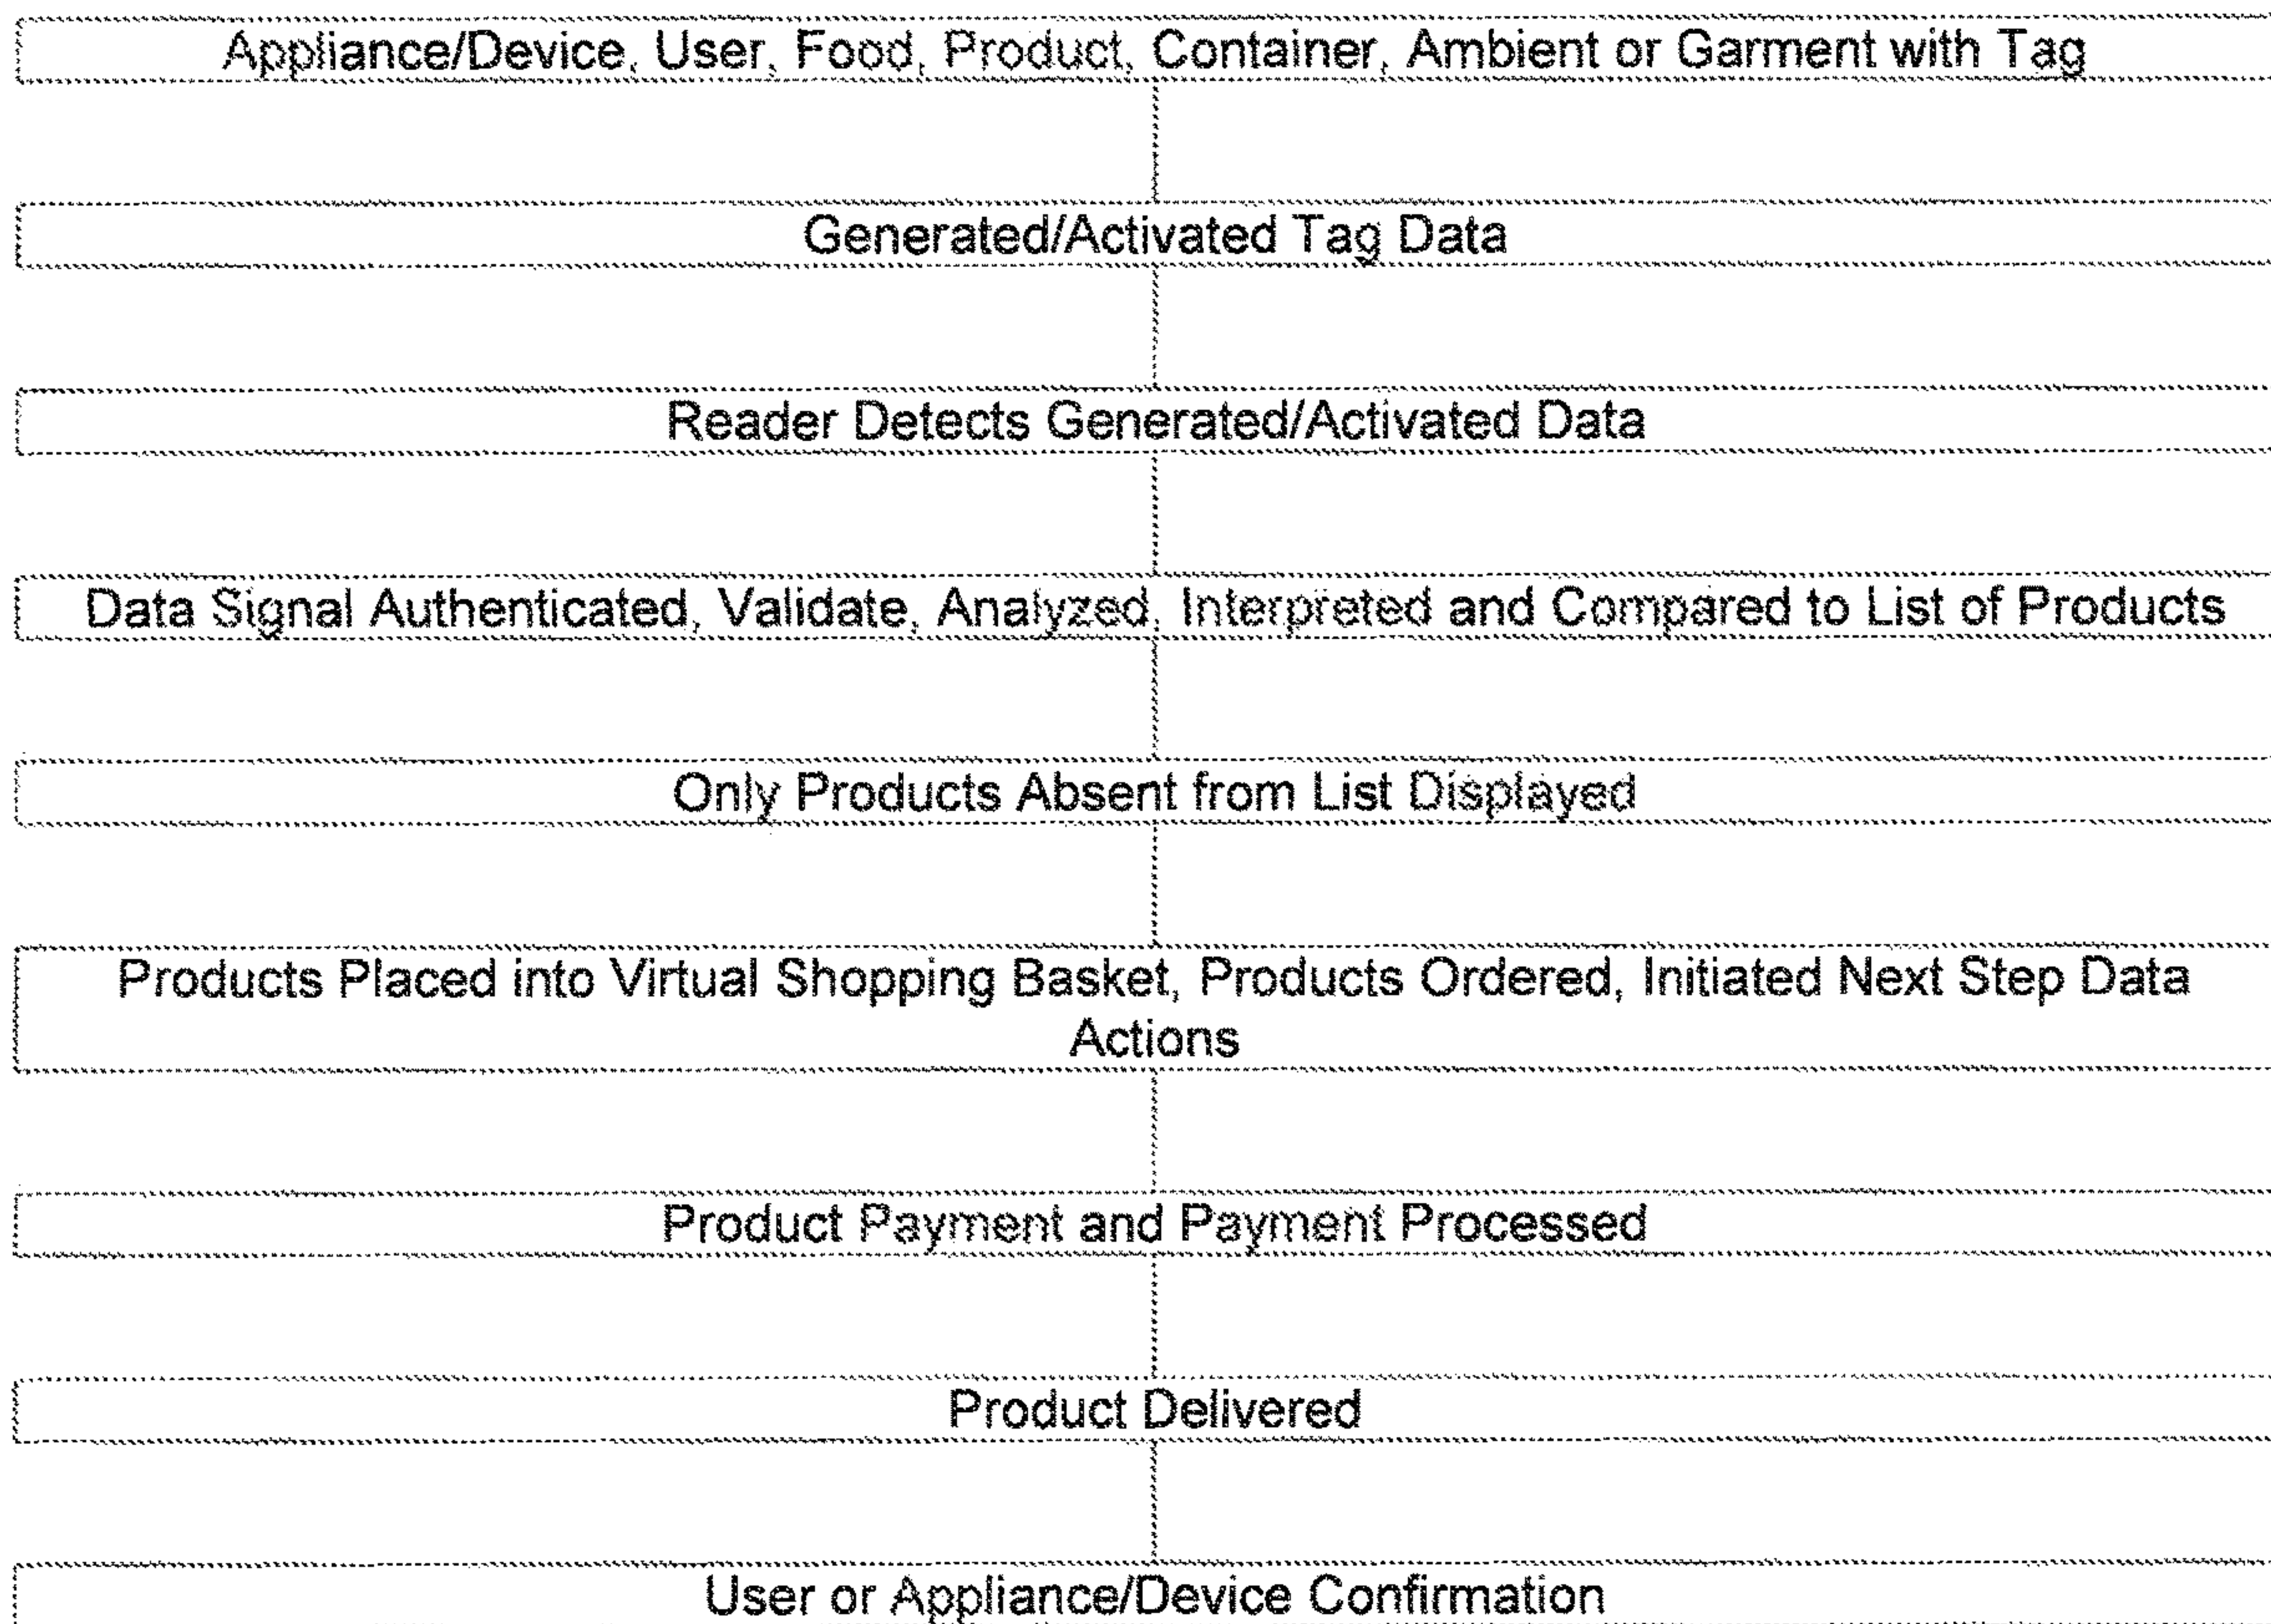 Appliance/Device, User, Food, Product, Container, Ambient or Garment with Tag
Generated/Activated Tag Data
Reader Detects Generated/Activated Data
Data Signal Authenticated, Validate, Analyzed, Interpreted and Compared to List of Products
Only Products Absent from List Displayed
Products Placed into Virtual Shopping Basket, Products Ordered, Initiated Next Step Data
Actions
Product Payment and Payment Processed
Product Delivered
User or Appliance/Device Confirmation